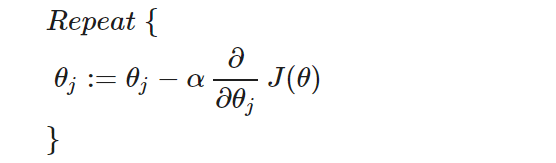 Repeat {
θ_j := θ_j − α ∂/∂θ_j J(θ)
}